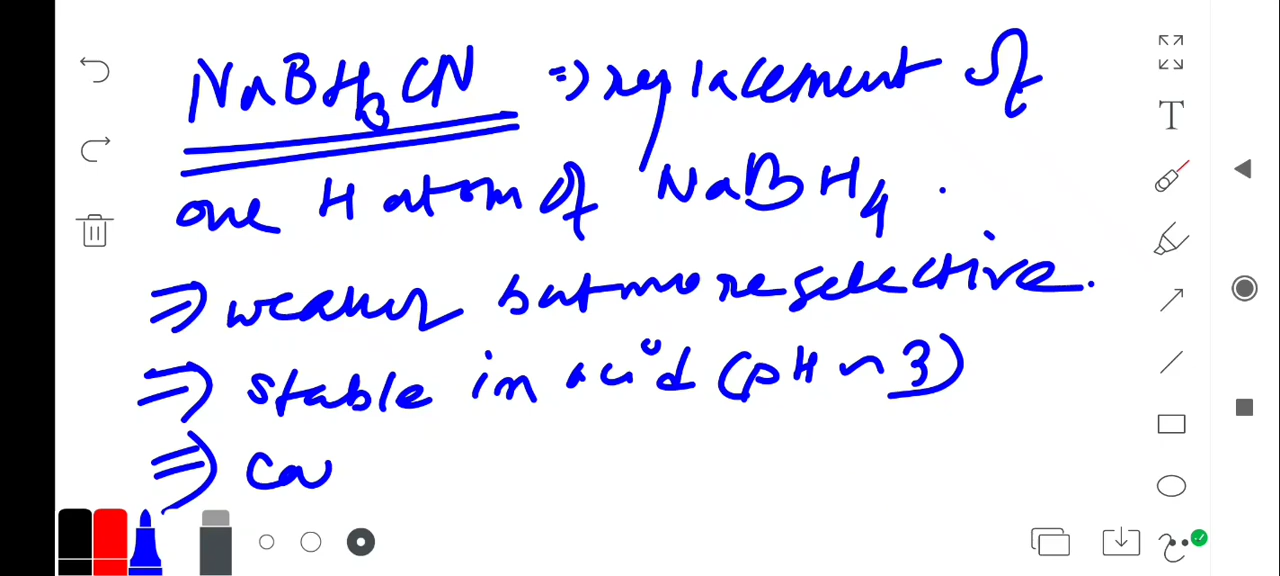 NaBH3CN ⇒ replacement of
one H atom of NaBH4.
⇒ weaker but more selective.
⇒ stable in acid (pH ~ 3)
⇒ Ca
T